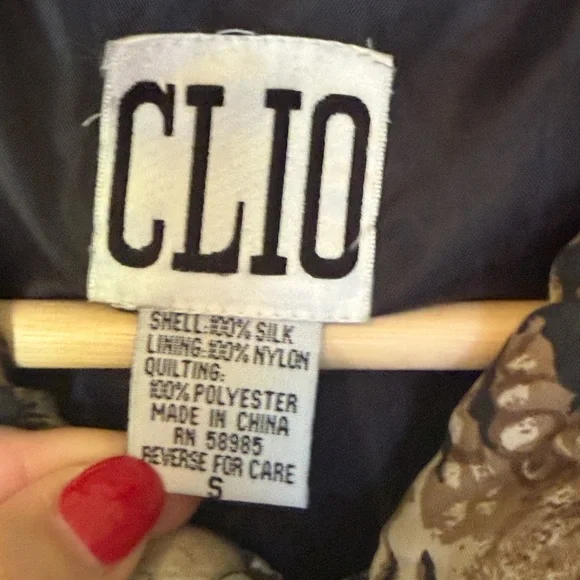 CLIO
SHELL:100% SILK
LINING:100% NYLON
QUILTING:
100% POLYESTER
MADE IN CHINA
RN 58985
REVERSE FOR CARE
S